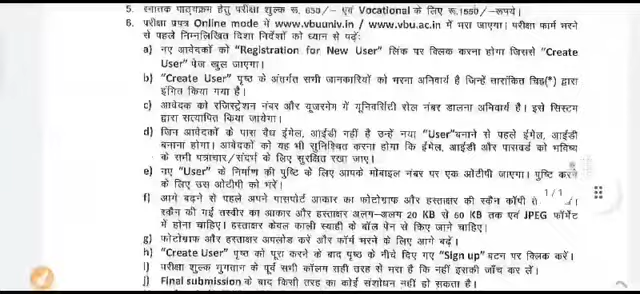 5. स्नातक पाठ्यक्रम हेतु परीक्षा शुल्क रू. 650/- एवं Vocational के लिए रू.1550/-रूपये।
6. परीक्षा प्रपत्र Online mode में www.vbuuniv.in / www.vbu.ac.in में भरा जाएगा। परीक्षा फार्म भरने
से पहले निम्नलिखित दिशा निर्देशों को ध्यान से पढ़ें:
a) नए आवेदकों को "Registration for New User" लिंक पर क्लिक करना होगा जिससे "Create
User" पेज खुल जाएगा।
b) "Create User" पृष्ठ के अंतर्गत सभी जानकारियों को भरना अनिवार्य है जिन्हें तारांकित चिह्न(*) द्वारा
इंगित किया गया है।
c) आवेदक को रजिस्ट्रेशन नंबर और यूजरनेम में यूनिवर्सिटी रोल नंबर डालना अनिवार्य है। इसे सिस्टम
द्वारा सत्यापित किया जायेगा।
d) जिन आवेदकों के पास वैध ईमेल, आईडी नहीं है उन्हें नया "User"बनाने से पहले ईमेल, आईडी
बनाना होगा। आवेदकों को यह भी सुनिश्चित करना होगा कि ईमेल, आईडी और पासवर्ड को भविष्य
के सभी पत्राचार/संदर्भ के लिए सुरक्षित रखा जाए।
e) नए "User" के निर्माण की पुष्टि के लिए आपके मोबाइल नंबर पर एक ओटीपी जाएगा। पुष्टि करने
के लिए उस ओटीपी को भरें।
f) आगे बढ़ने से पहले अपने पासपोर्ट आकार का फोटोग्राफ और हस्ताक्षर की स्कैन कॉपी
1/1
स्कैन की गई तस्वीर का आकार और हस्ताक्षर अलग-अलग 20 KB से 60 KB तक एवं JPEG फॉर्मेट
में होना चाहिए। हस्ताक्षर केवल काली स्याही के बॉल पेन से किए जाने चाहिए।
g) फोटोग्राफ और हस्ताक्षर अपलोड करें और फॉर्म भरने के लिए आगे बढ़ें।
h) "Create User" पृष्ठ को पूरा करने के बाद पृष्ठ के नीचे दिए गए "Sign up" बटन पर क्लिक करें।
i) परीक्षा शुल्क भुगतान के पूर्व सभी कॉलम सही तरह से भरा है कि नहीं इसकी जाँच कर लें।
j) Final submission के बाद किसी तरह का कोई संशोधन नहीं हो सकता है।